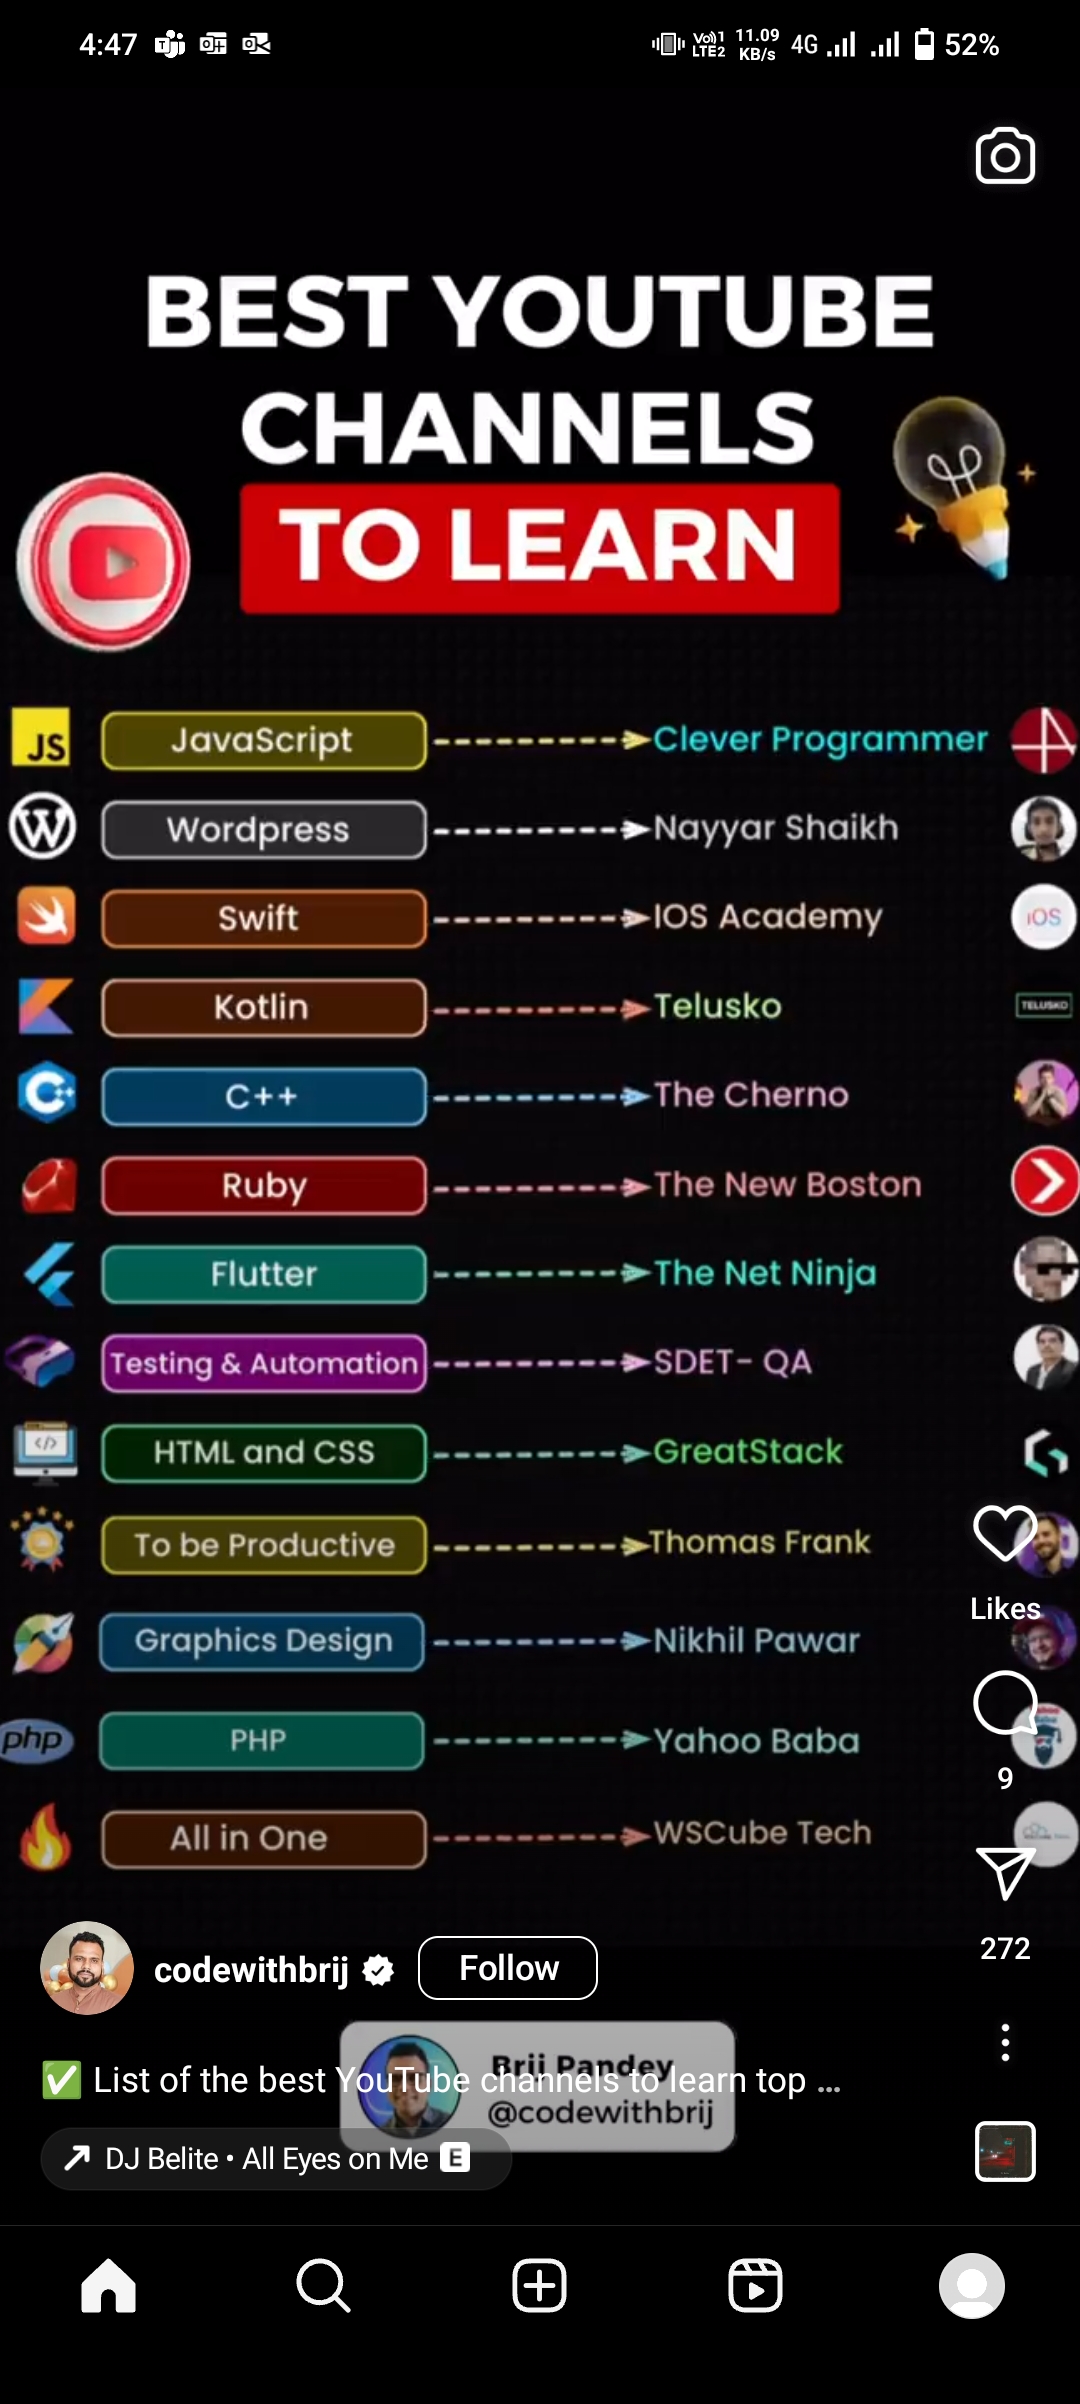 4:47
Vo))1 LTE2 11.09 KB/s 4G 52%
BEST YOUTUBE
CHANNELS
TO LEARN
JS JavaScript Clever Programmer
Wordpress Nayyar Shaikh
Swift IOS Academy iOS
Kotlin Telusko TELUSKO
C++ The Cherno
Ruby The New Boston
Flutter The Net Ninja
Testing & Automation SDET- QA
HTML and CSS GreatStack
To be Productive Thomas Frank
Likes
Graphics Design Nikhil Pawar
php PHP Yahoo Baba
9
All in One WSCube Tech
272
codewithbrij Follow
Brij Pandey
✅ List of the best YouTube channels to learn top ...
@codewithbrij
DJ Belite • All Eyes on Me E